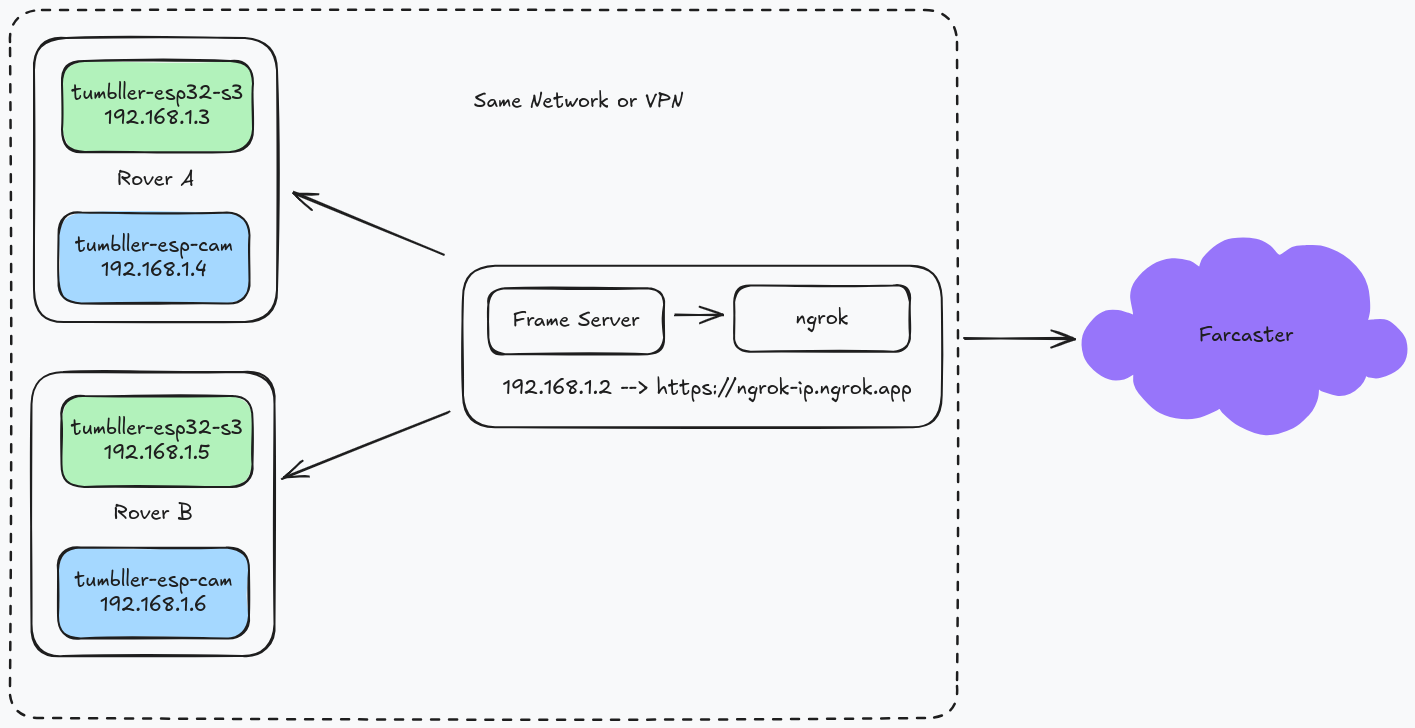 tumbller-esp32-s3
192.168.1.3
Rover A
tumbller-esp-cam
192.168.1.4
Same Network or VPN
Frame Server
ngrok
192.168.1.2 --> https://ngrok-ip.ngrok.app
Farcaster
tumbller-esp32-s3
192.168.1.5
Rover B
tumbller-esp-cam
192.168.1.6